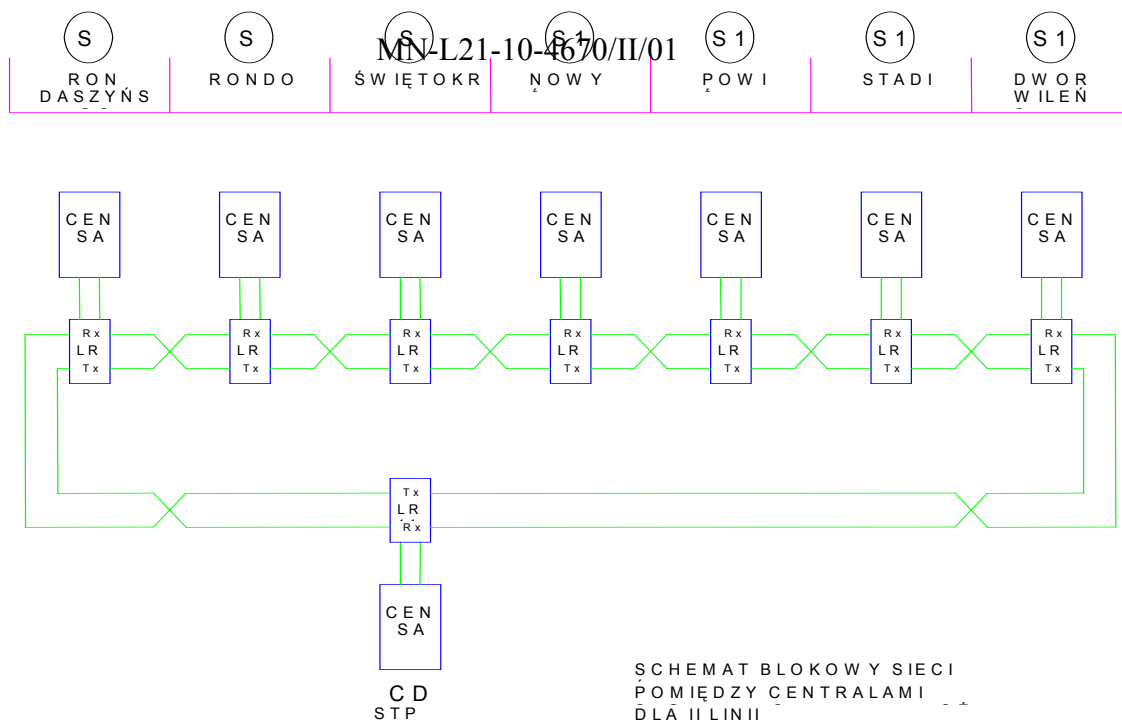 S S S S 1 S 1 S 1 S 1
MN-L21-10-4670/II/01
RON
DASZYŃS
RONDO
ŚWIĘTOKR
NOWY
POWI
STADI
DWOR
WILEŃ
CEN
SA
CEN
SA
CEN
SA
CEN
SA
CEN
SA
CEN
SA
CEN
SA
Rx
LR
Tx
Rx
LR
Tx
Rx
LR
Tx
Rx
LR
Tx
Rx
LR
Tx
Rx
LR
Tx
Rx
LR
Tx
Tx
LR
Rx
CEN
SA
CD
STP
SCHEMAT BLOKOWY SIECI
POMIĘDZY CENTRALAMI
DLA II LINII